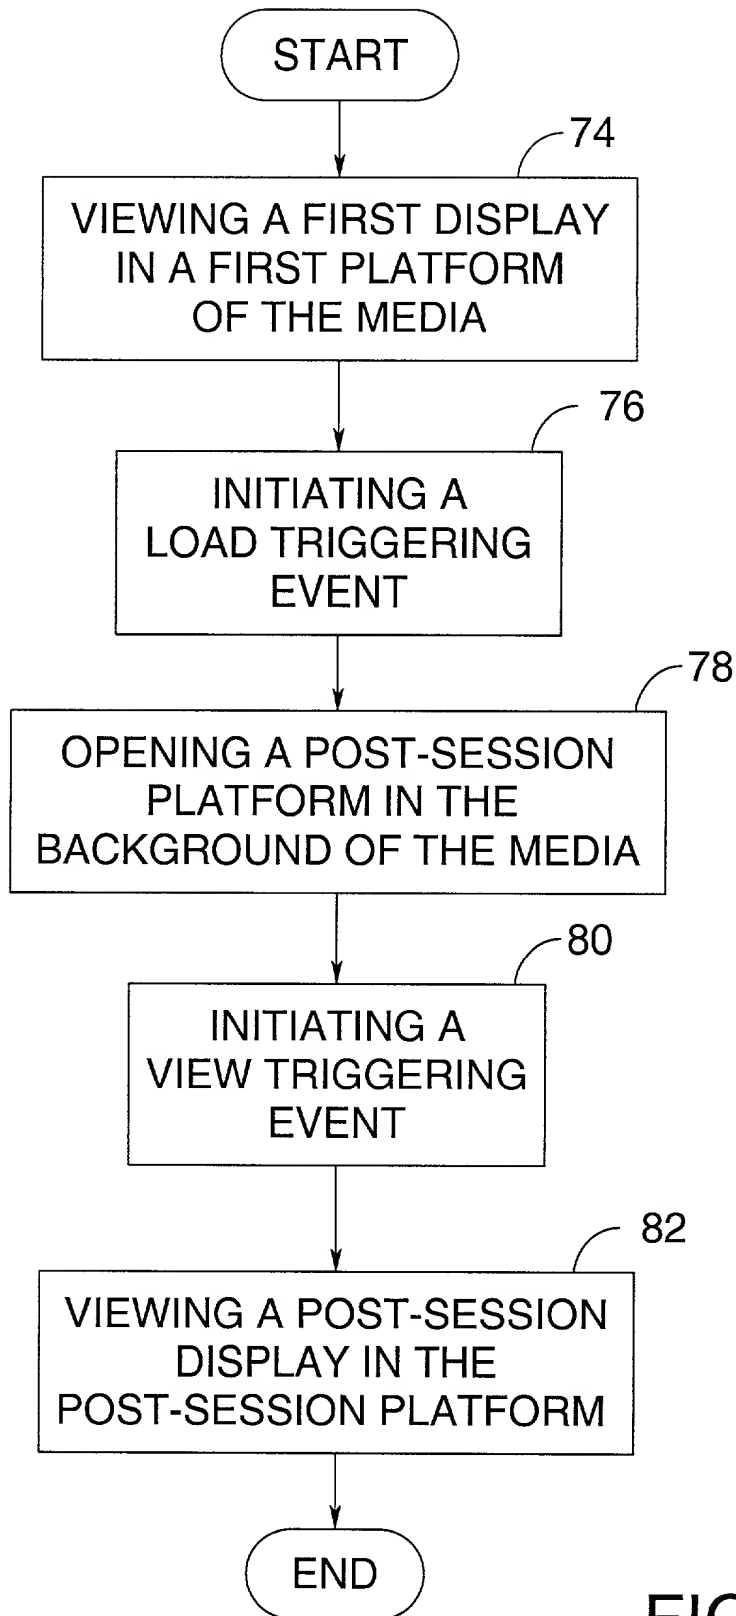 START
74
VIEWING A FIRST DISPLAY
IN A FIRST PLATFORM
OF THE MEDIA
76
INITIATING A
LOAD TRIGGERING
EVENT
78
OPENING A POST-SESSION
PLATFORM IN THE
BACKGROUND OF THE MEDIA
80
INITIATING A
VIEW TRIGGERING
EVENT
82
VIEWING A POST-SESSION
DISPLAY IN THE
POST-SESSION PLATFORM
END